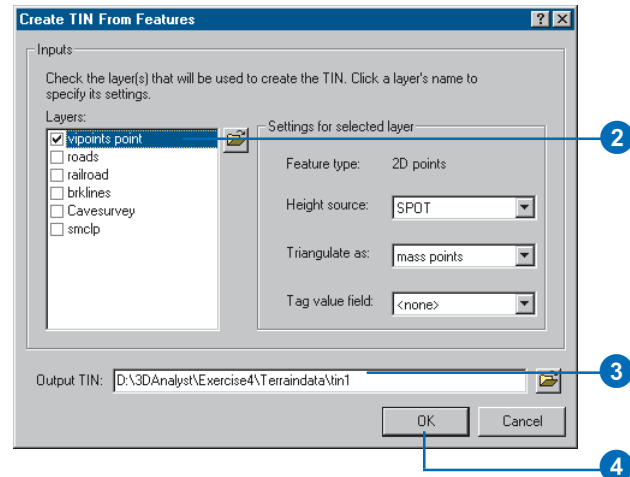 Create TIN From Features
Inputs
Check the layer(s) that will be used to create the TIN. Click a layer's name to
specify its settings.
Layers:
vipoints point
roads
railroad
brklines
Cavesurvey
smclp
Settings for selected layer
Feature type: 2D points
Height source: SPOT
Triangulate as: mass points
Tag value field: <none>
2
Output TIN: D:\3DAnalyst\Exercise4\Terraindata\tin1
3
OK Cancel
4